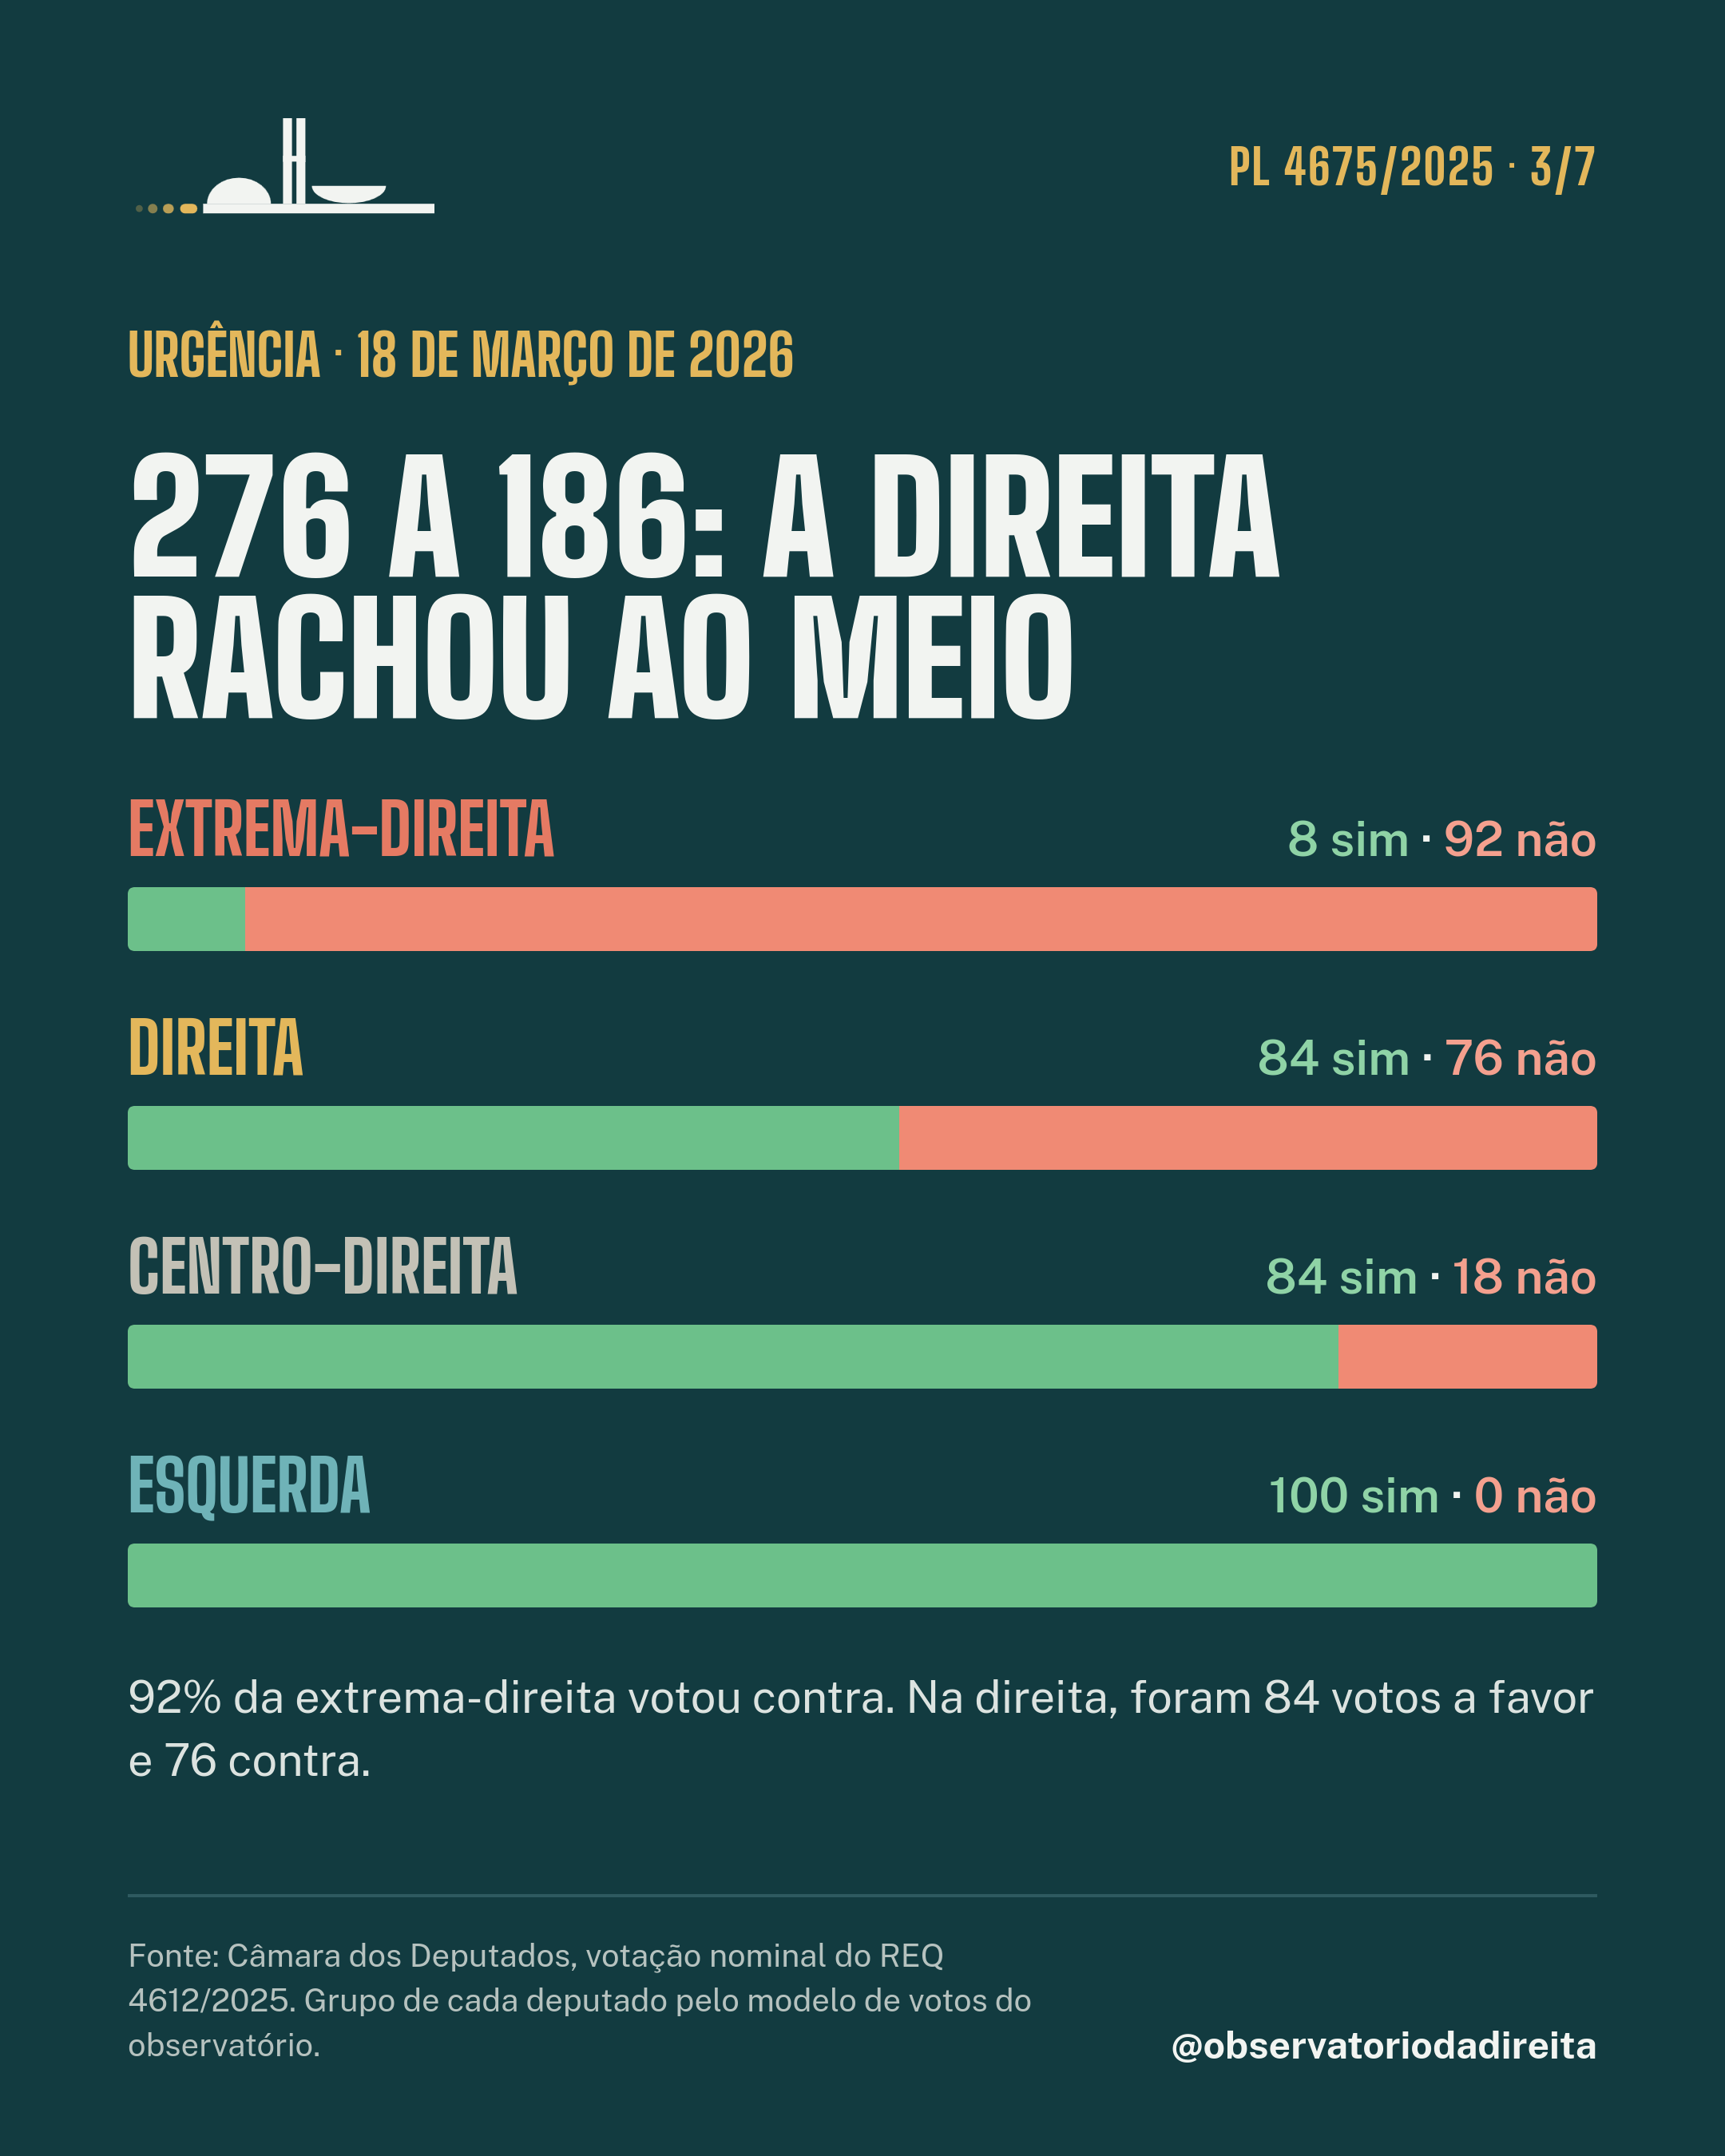 PL 4675/2025 · 3/7
URGÊNCIA · 18 DE MARÇO DE 2026
276 A 186: A DIREITA
RACHOU AO MEIO
EXTREMA-DIREITA
8 sim · 92 não
DIREITA
84 sim · 76 não
CENTRO-DIREITA
84 sim · 18 não
ESQUERDA
100 sim · 0 não
92% da extrema-direita votou contra. Na direita, foram 84 votos a favor
e 76 contra.
Fonte: Câmara dos Deputados, votação nominal do REQ
4612/2025. Grupo de cada deputado pelo modelo de votos do
observatório.
@observatoriodadireita